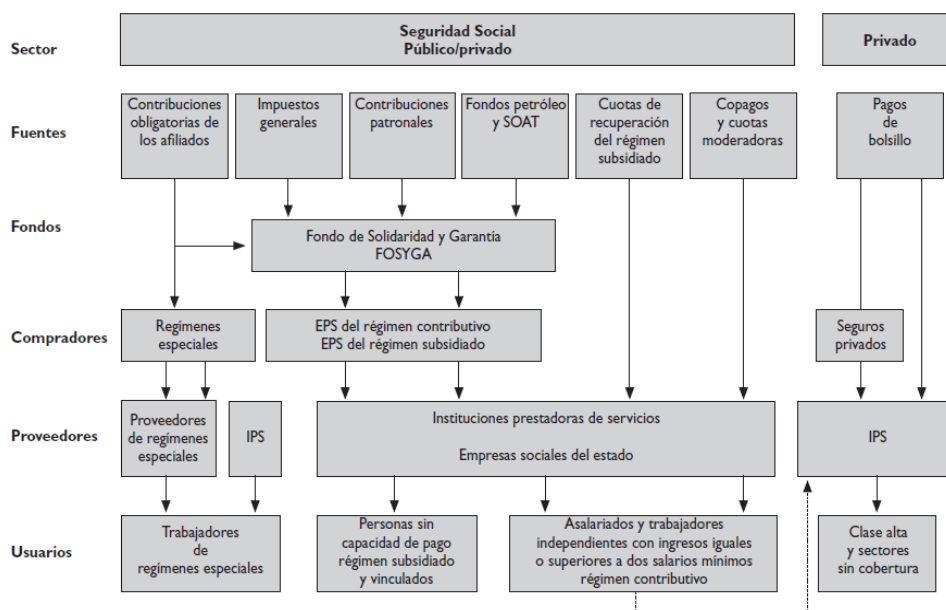 Sector
Seguridad Social
Público/privado
Privado
Fuentes
Contribuciones
obligatorias de
los afiliados
Impuestos
generales
Contribuciones
patronales
Fondos petróleo
y SOAT
Cuotas de
recuperación
del régimen
subsidiado
Copagos
y cuotas
moderadoras
Pagos
de
bolsillo
Fondos
Fondo de Solidaridad y Garantía
FOSYGA
Compradores
Regímenes
especiales
EPS del régimen contributivo
EPS del régimen subsidiado
Seguros
privados
Proveedores
Proveedores
de regímenes
especiales
IPS
Instituciones prestadoras de servicios
Empresas sociales del estado
IPS
Usuarios
Trabajadores
de
regímenes especiales
Personas sin
capacidad de pago
régimen subsidiado
y vinculados
Asalariados y trabajadores
independientes con ingresos iguales
o superiores a dos salarios mínimos
régimen contributivo
Clase alta
y sectores
sin cobertura